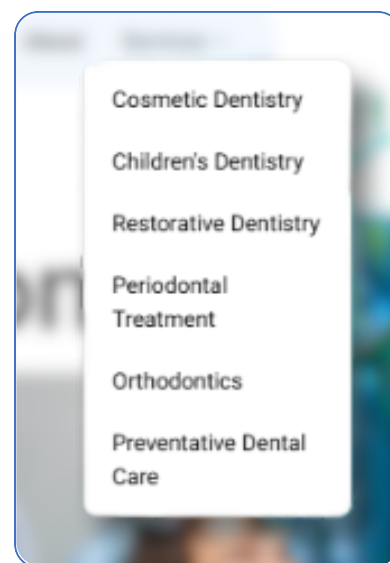 Cosmetic Dentistry
Children's Dentistry
Restorative Dentistry
Periodontal
Treatment
Orthodontics
Preventative Dental
Care